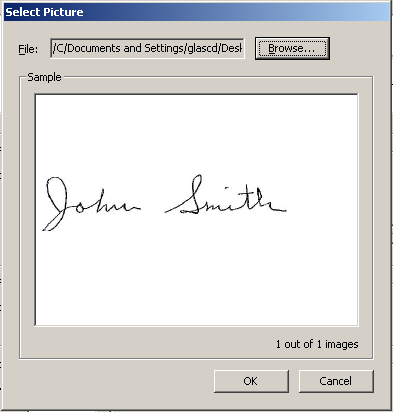 Select Picture
File: /C/Documents and Settings/glascd/Desk Browse...
Sample
John Smith
1 out of 1 images
OK Cancel